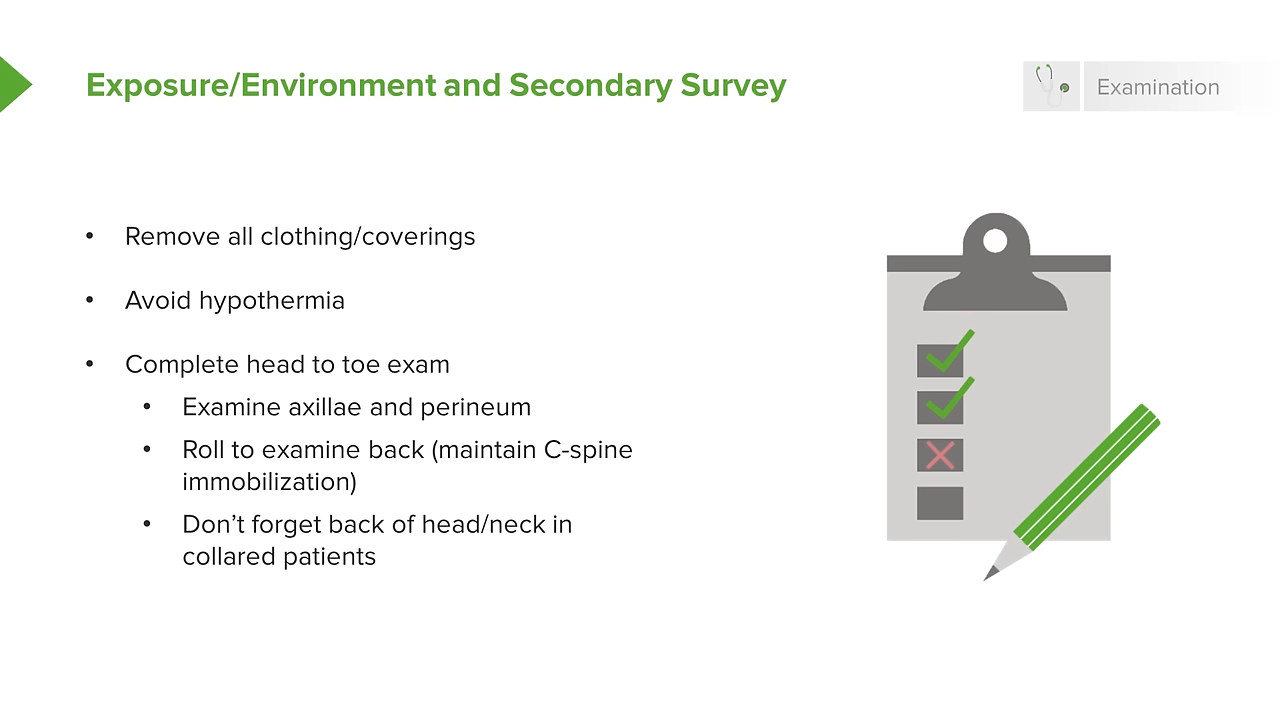 Exposure/Environment and Secondary Survey
Examination
• Remove all clothing/coverings
• Avoid hypothermia
• Complete head to toe exam
• Examine axillae and perineum
• Roll to examine back (maintain C-spine
immobilization)
• Don’t forget back of head/neck in
collared patients